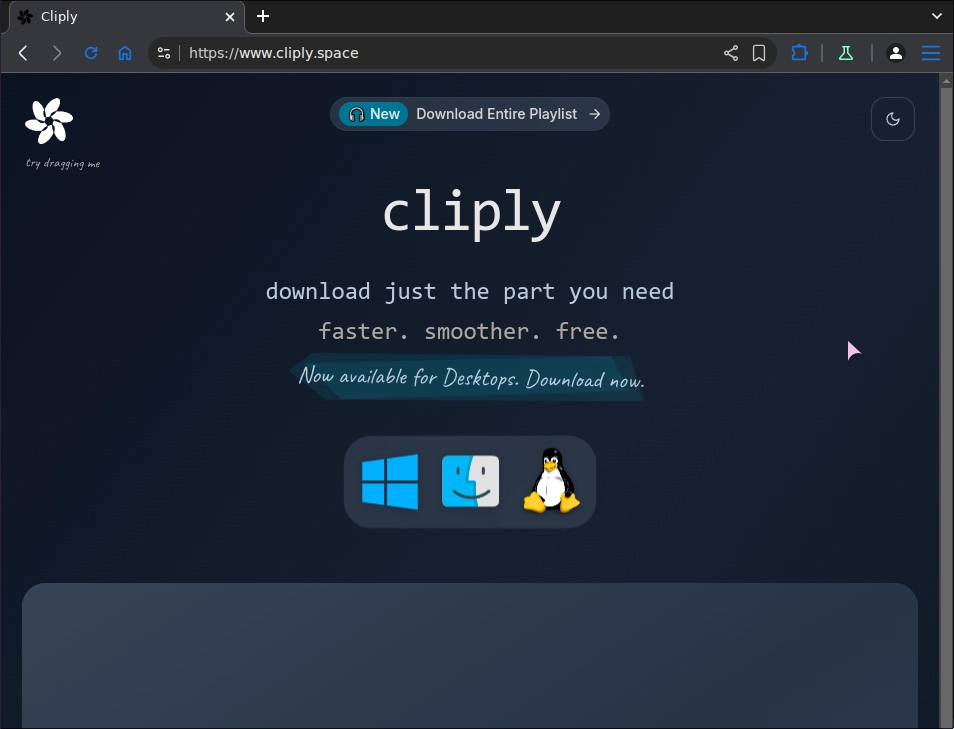 Cliply
https://www.cliply.space
New Download Entire Playlist →
try dragging me
cliply
download just the part you need
faster. smoother. free.
Now available for Desktops. Download now.